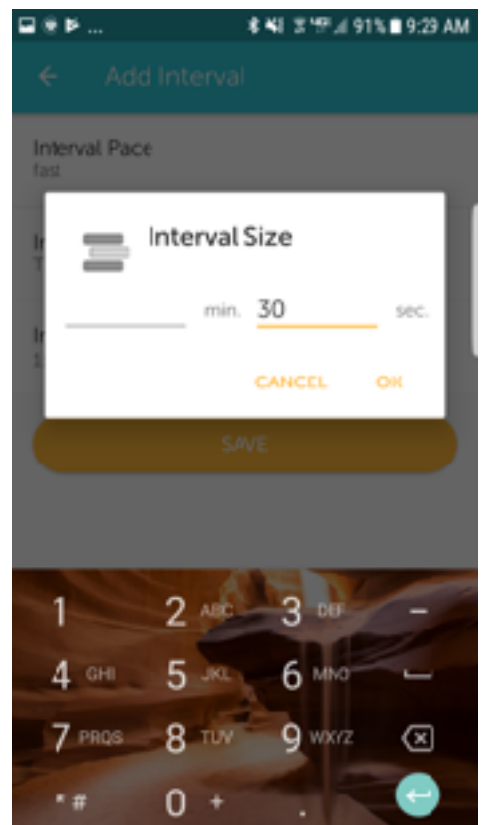 ... 91% 9:29 AM
Add Interval
Interval Pace
fast
Interval Size
min. 30 sec.
CANCEL OK
SAVE
1 2 ABC 3 DEF –
4 GHI 5 JKL 6 MNO
7 PRQS 8 TUV 9 WXYZ
* # 0 + .